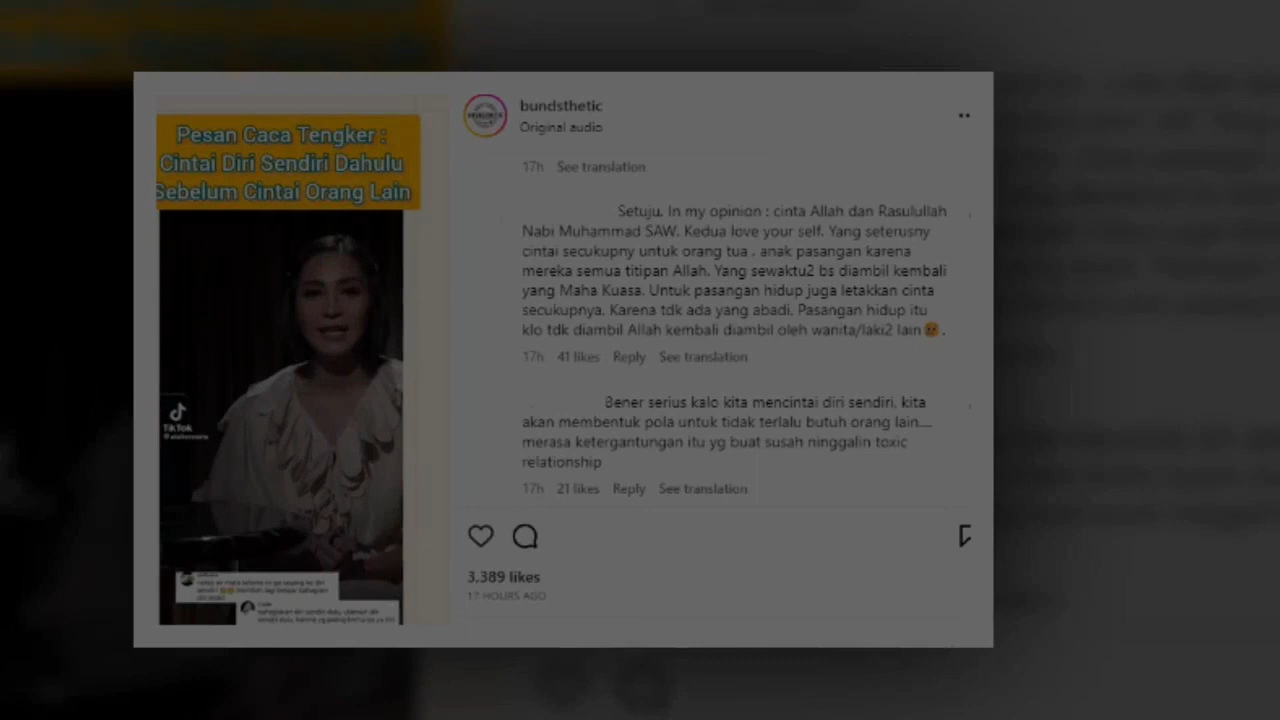 Pesan Caca Tengker :
Cintai Diri Sendiri Dahulu
Sebelum Cintai Orang Lain
TikTok
bundsthetic
Original audio
17h See translation
Setuju. In my opinion : cinta Allah dan Rasulullah
Nabi Muhammad SAW. Kedua love your self. Yang seterusny
cintai secukupny untuk orang tua , anak pasangan karena
mereka semua titipan Allah. Yang sewaktu2 bs diambil kembali
yang Maha Kuasa. Untuk pasangan hidup juga letakkan cinta
secukupnya. Karena tdk ada yang abadi. Pasangan hidup itu
klo tdk diambil Allah kembali diambil oleh wanita/laki2 lain .
17h 41 likes Reply See translation
Bener serius kalo kita mencintai diri sendiri, kita
akan membentuk pola untuk tidak terlalu butuh orang lain....
merasa ketergantungan itu yg buat susah ninggalin toxic
relationship
17h 21 likes Reply See translation
3,389 likes
17 HOURS AGO